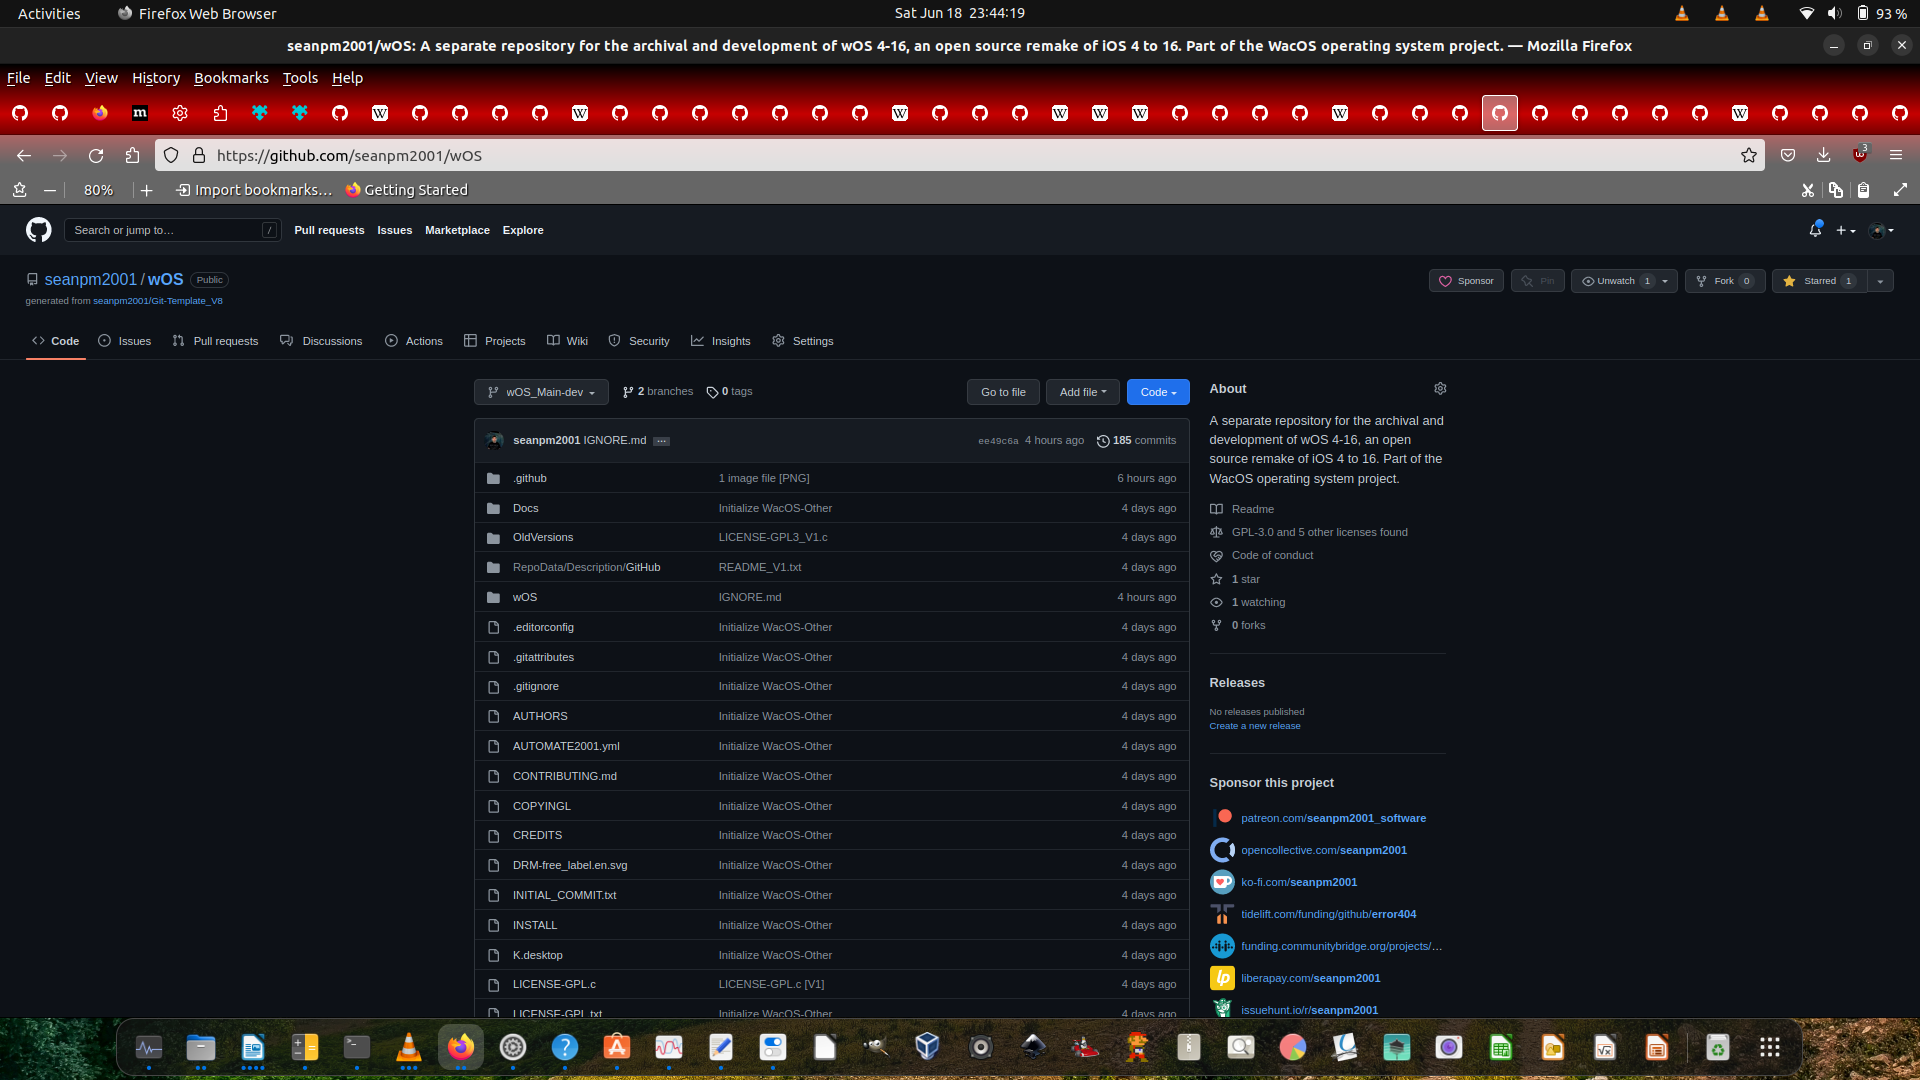 Activities
Firefox Web Browser
Sat Jun 18 23:44:19
93 %
seanpm2001/wOS: A separate repository for the archival and development of wOS 4-16, an open source remake of iOS 4 to 16. Part of the WacOS operating system project. — Mozilla Firefox
File Edit View History Bookmarks Tools Help
https://github.com/seanpm2001/wOS
3
80%
Import bookmarks…
Getting Started
Search or jump to…
/
Pull requests Issues Marketplace Explore
seanpm2001 / wOS Public
generated from seanpm2001/Git-Template_V8
Sponsor
Pin
Unwatch 1
Fork 0
Starred 1
Code Issues Pull requests Discussions Actions Projects Wiki Security Insights Settings
wOS_Main-dev
2 branches
0 tags
Go to file
Add file
Code
seanpm2001 IGNORE.md
ee49c6a 4 hours ago
185 commits
.github 1 image file [PNG] 6 hours ago
Docs Initialize WacOS-Other 4 days ago
OldVersions LICENSE-GPL3_V1.c 4 days ago
RepoData/Description/GitHub README_V1.txt 4 days ago
wOS IGNORE.md 4 hours ago
.editorconfig Initialize WacOS-Other 4 days ago
.gitattributes Initialize WacOS-Other 4 days ago
.gitignore Initialize WacOS-Other 4 days ago
AUTHORS Initialize WacOS-Other 4 days ago
AUTOMATE2001.yml Initialize WacOS-Other 4 days ago
CONTRIBUTING.md Initialize WacOS-Other 4 days ago
COPYINGL Initialize WacOS-Other 4 days ago
CREDITS Initialize WacOS-Other 4 days ago
DRM-free_label.en.svg Initialize WacOS-Other 4 days ago
INITIAL_COMMIT.txt Initialize WacOS-Other 4 days ago
INSTALL Initialize WacOS-Other 4 days ago
K.desktop Initialize WacOS-Other 4 days ago
LICENSE-GPL.c LICENSE-GPL.c [V1] 4 days ago
LICENSE-GPL.txt Initialize WacOS-Other 4 days ago
About
A separate repository for the archival and
development of wOS 4-16, an open
source remake of iOS 4 to 16. Part of the
WacOS operating system project.
Readme
GPL-3.0 and 5 other licenses found
Code of conduct
1 star
1 watching
0 forks
Releases
No releases published
Create a new release
Sponsor this project
patreon.com/seanpm2001_software
opencollective.com/seanpm2001
ko-fi.com/seanpm2001
tidelift.com/funding/github/error404
funding.communitybridge.org/projects/…
liberapay.com/seanpm2001
issuehunt.io/r/seanpm2001